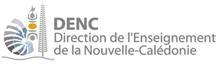 DENC
Direction de l'Enseignement
de la Nouvelle-Calédonie